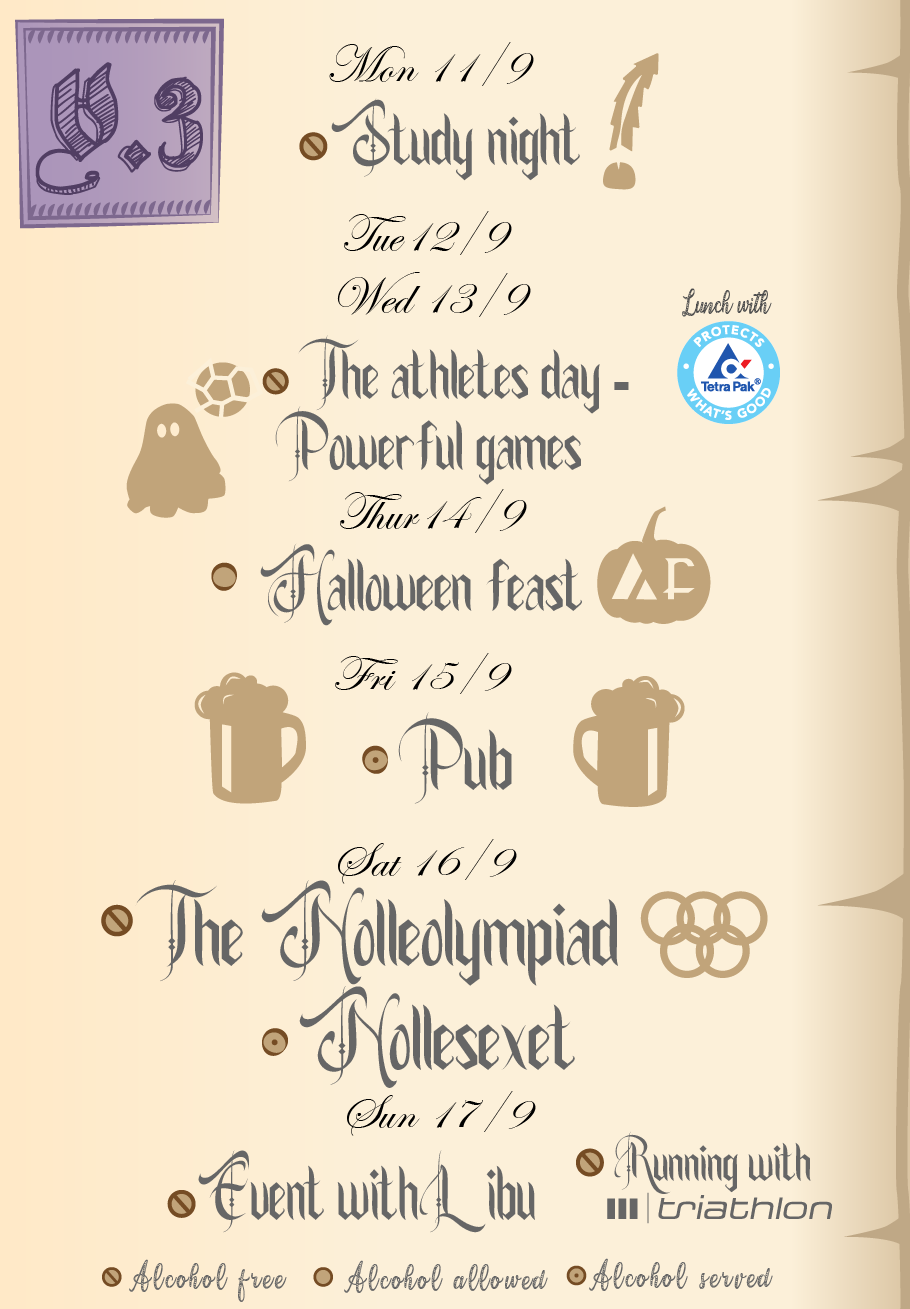 V.3
Mon 11/9
Study night
Tue 12/9
Wed 13/9
Lunch with
PROTECTS
Tetra Pak®
WHAT'S GOOD
The athletes day -
Powerful games
Thur 14/9
Halloween feast
AF
Fri 15/9
Pub
Sat 16/9
The Nolleolympiad
Nollesexet
Sun 17/9
Running with
triathlon
Event with Libu
Alcohol free
Alcohol allowed
Alcohol served